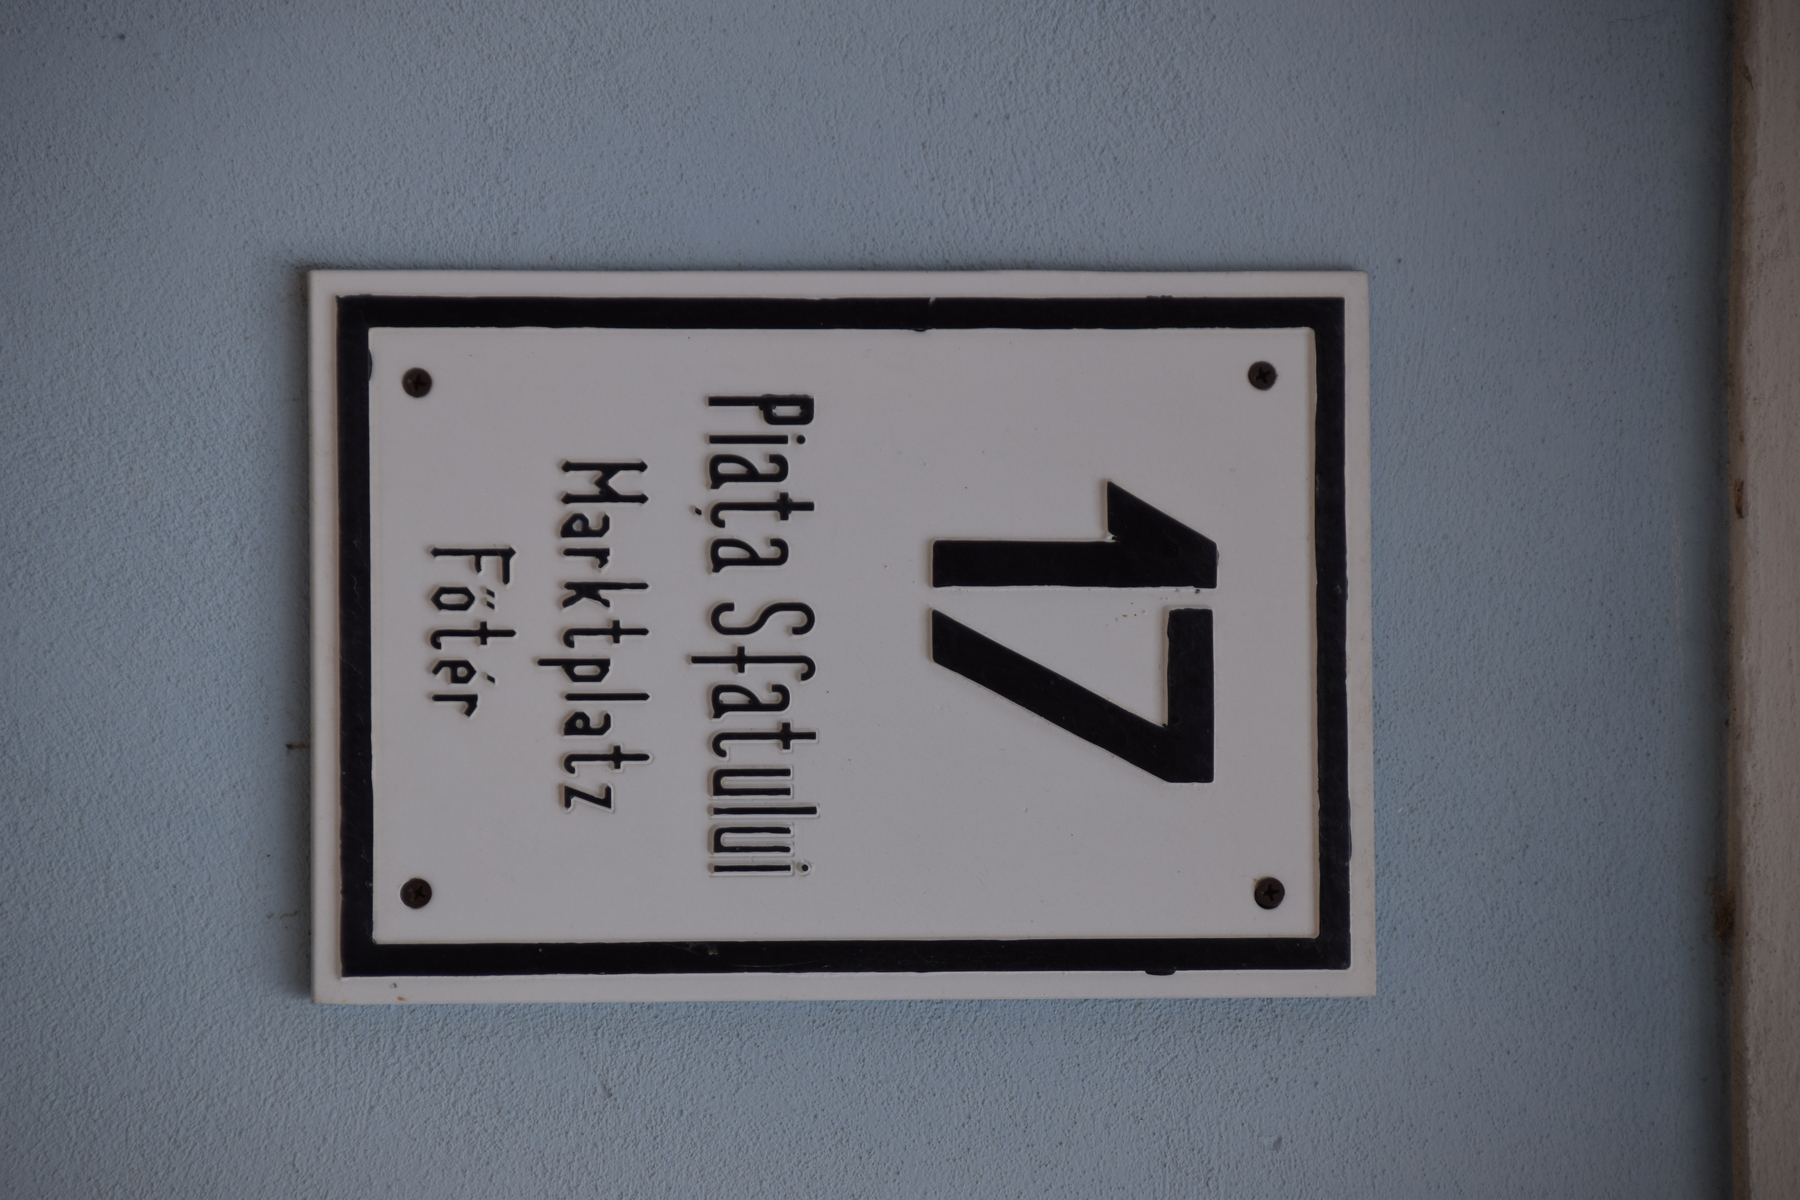 17
Piața Sfatului
Marktplatz
Főtér